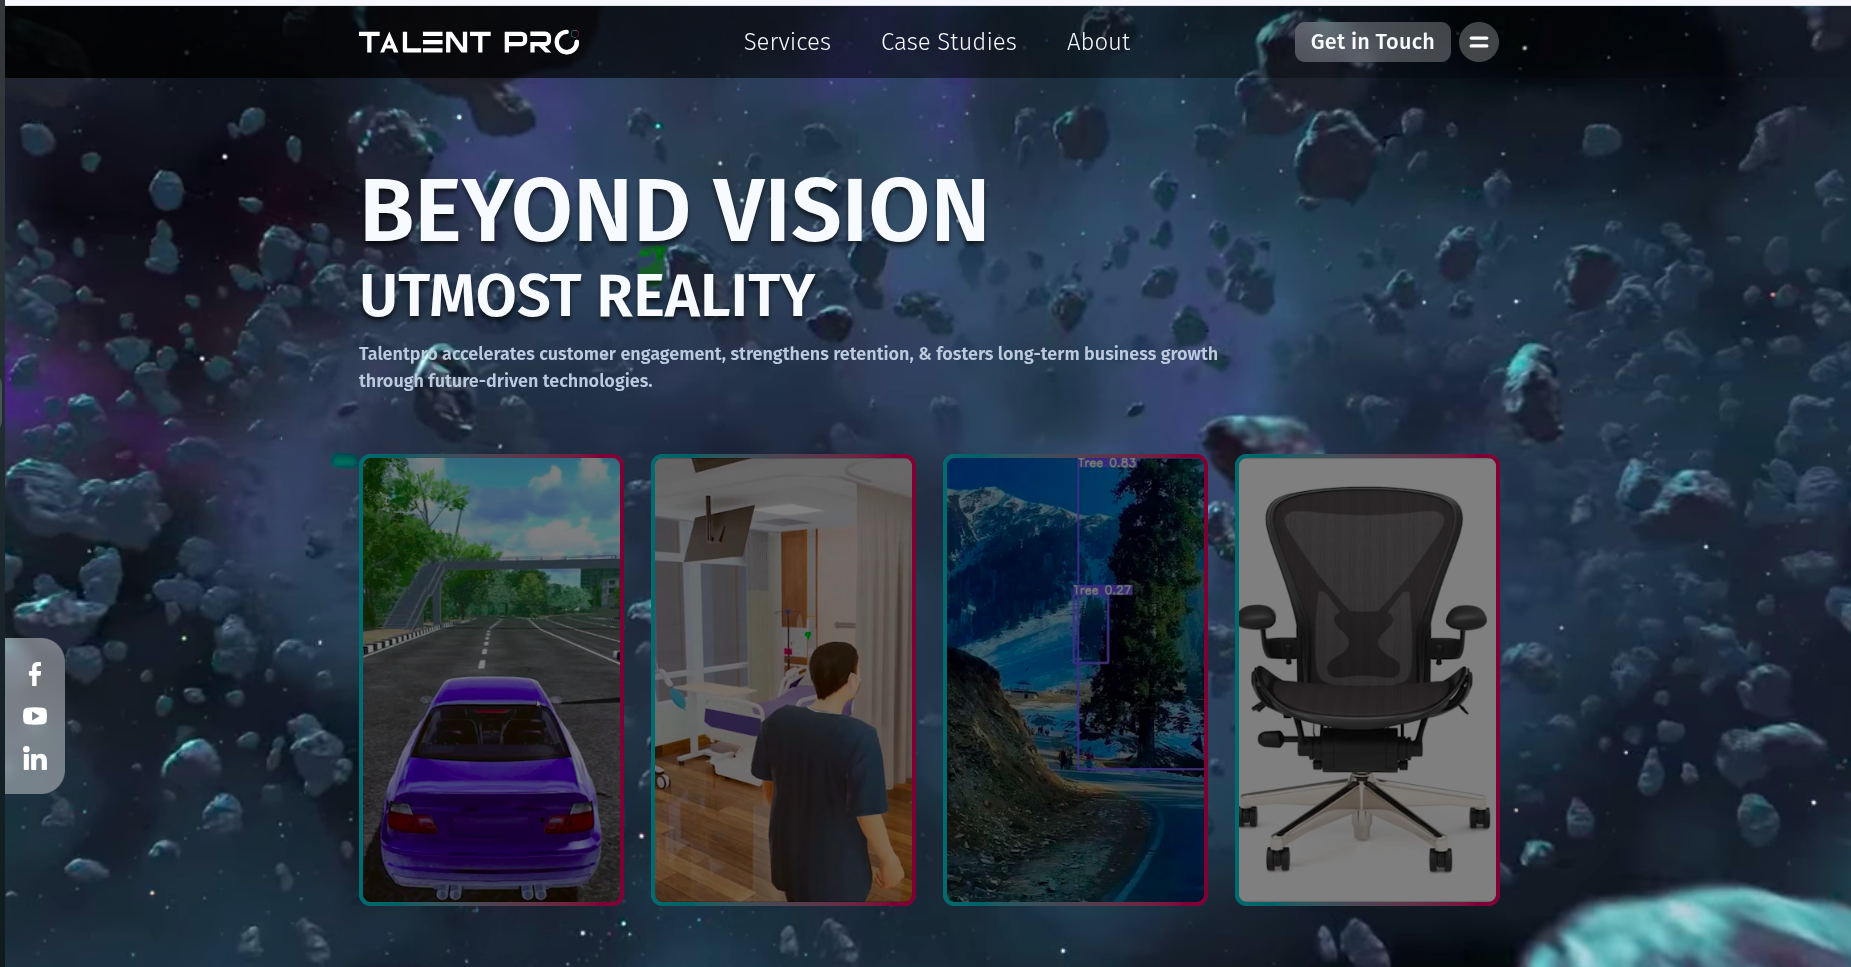 TALENT PRO
Services
Case Studies
About
Get in Touch
BEYOND VISION
UTMOST REALITY
Talentpro accelerates customer engagement, strengthens retention, & fosters long-term business growth
through future-driven technologies.
Tree 0.83
Tree 0.27